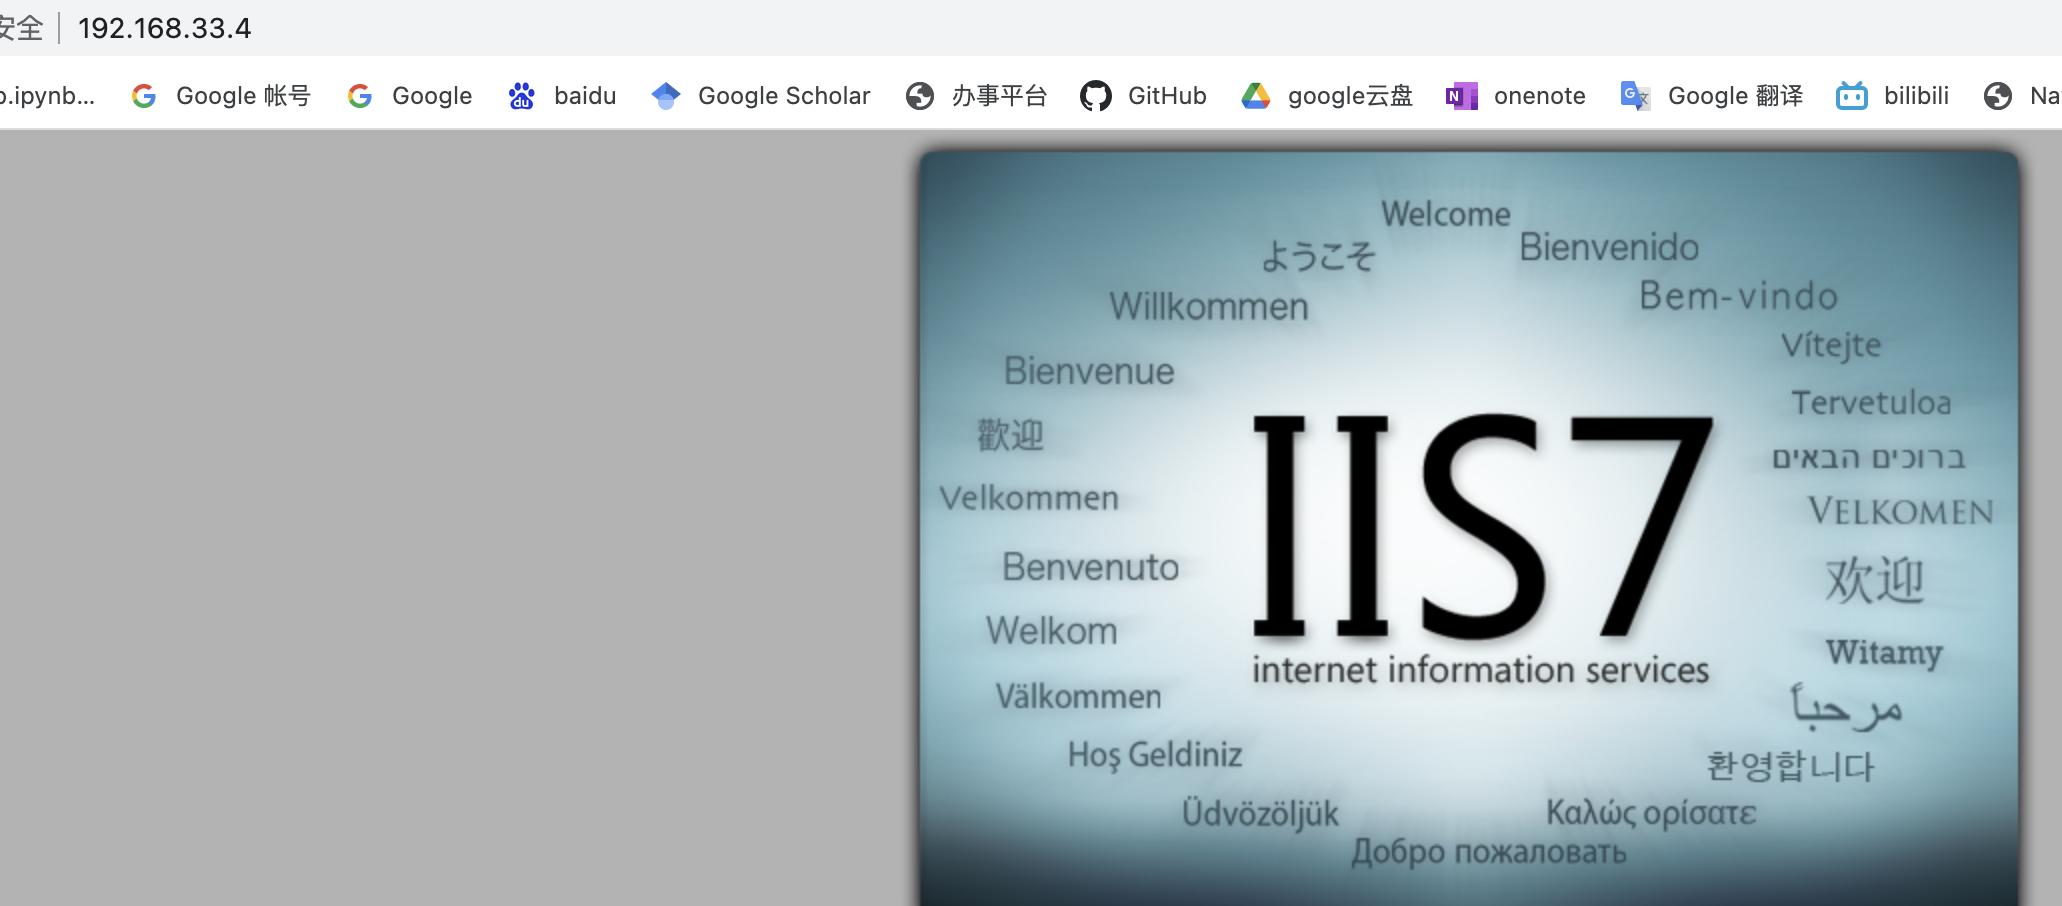 安全 192.168.33.4
o.ipynb... Google 帐号 Google baidu Google Scholar 办事平台 GitHub google云盘 onenote Google 翻译 bilibili Na
Welcome
ようこそ
Bienvenido
Willkommen
Bem-vindo
Vítejte
Bienvenue
Tervetuloa
歡迎
ברוכים הבאים
Velkommen
VELKOMEN
Benvenuto
欢迎
Welkom
Witamy
Välkommen
مرحباً
Hoş Geldiniz
환영합니다
Üdvözöljük
Καλώς ορίσατε
Добро пожаловать
IIS7
internet information services